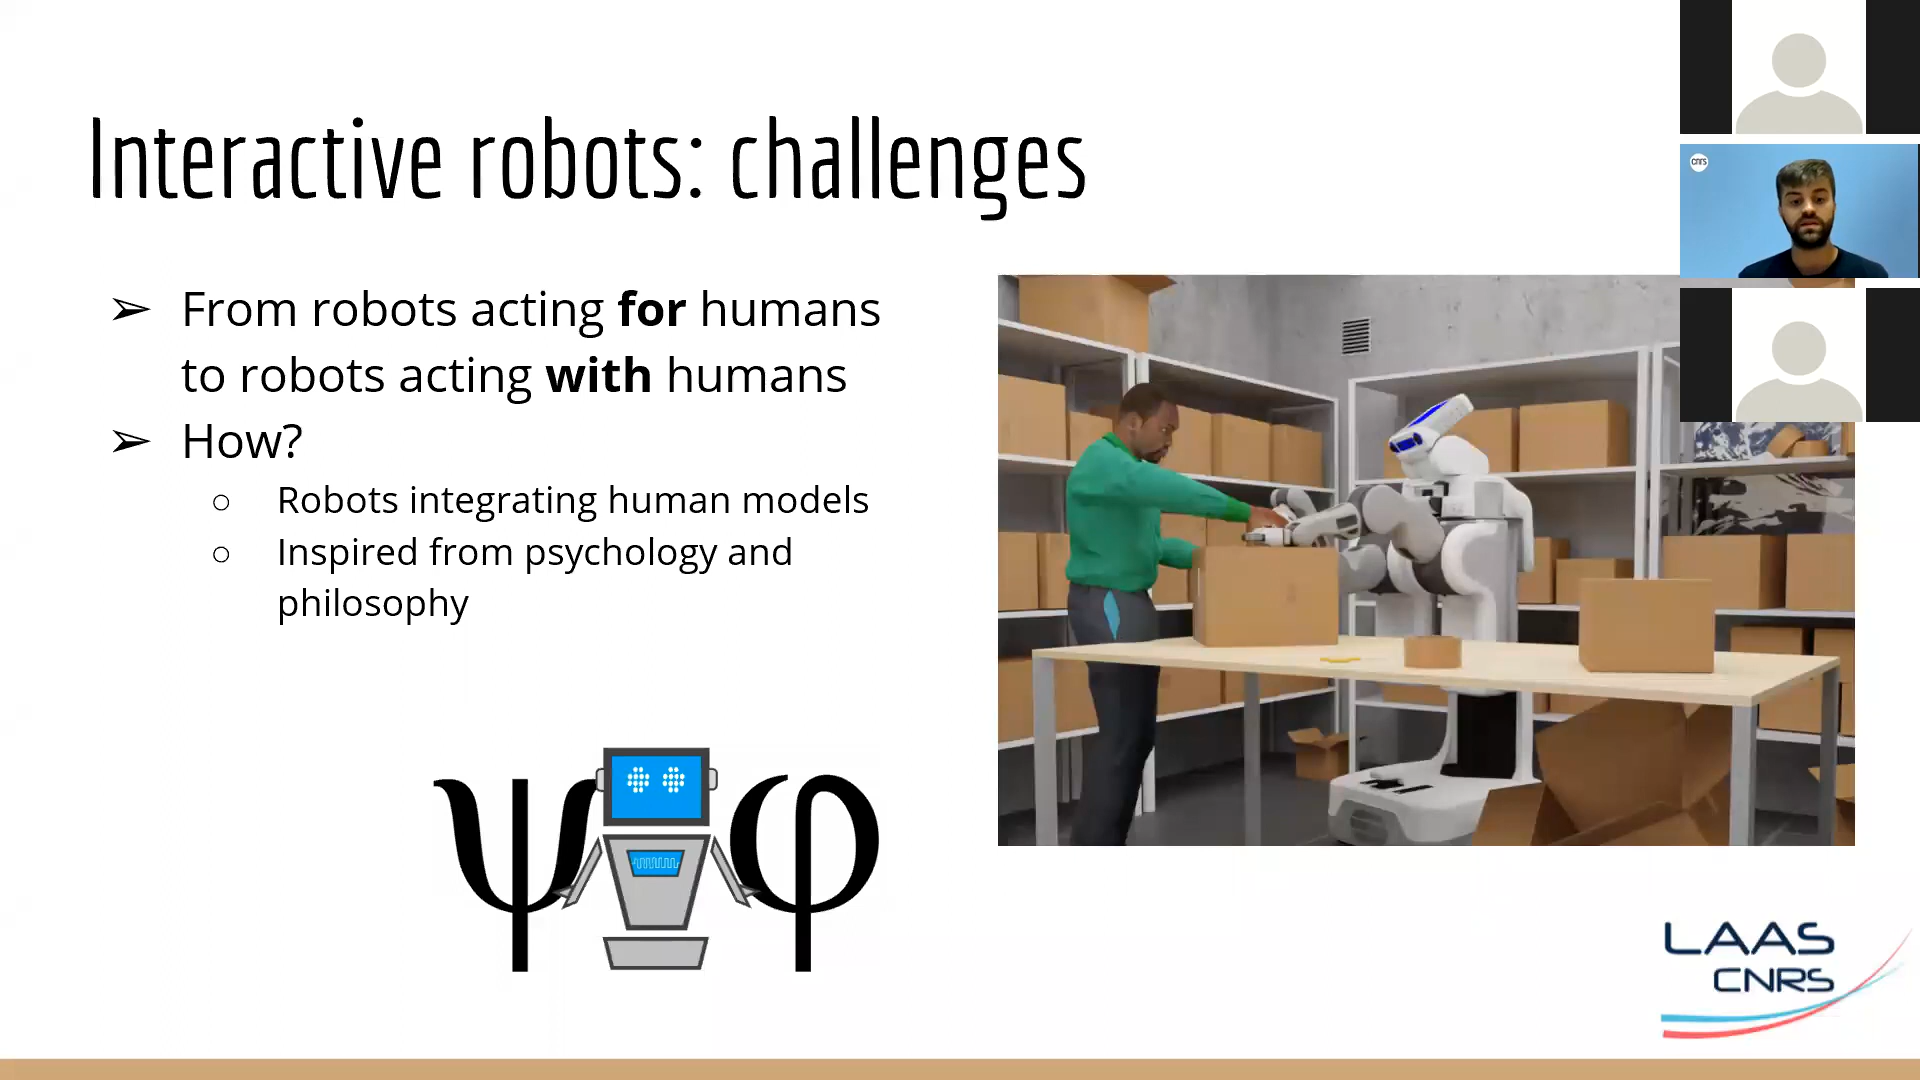 Interactive robots: challenges
➢ From robots acting for humans
to robots acting with humans
➢ How?
○ Robots integrating human models
○ Inspired from psychology and
philosophy
ψ φ
cnrs
LAAS
CNRS